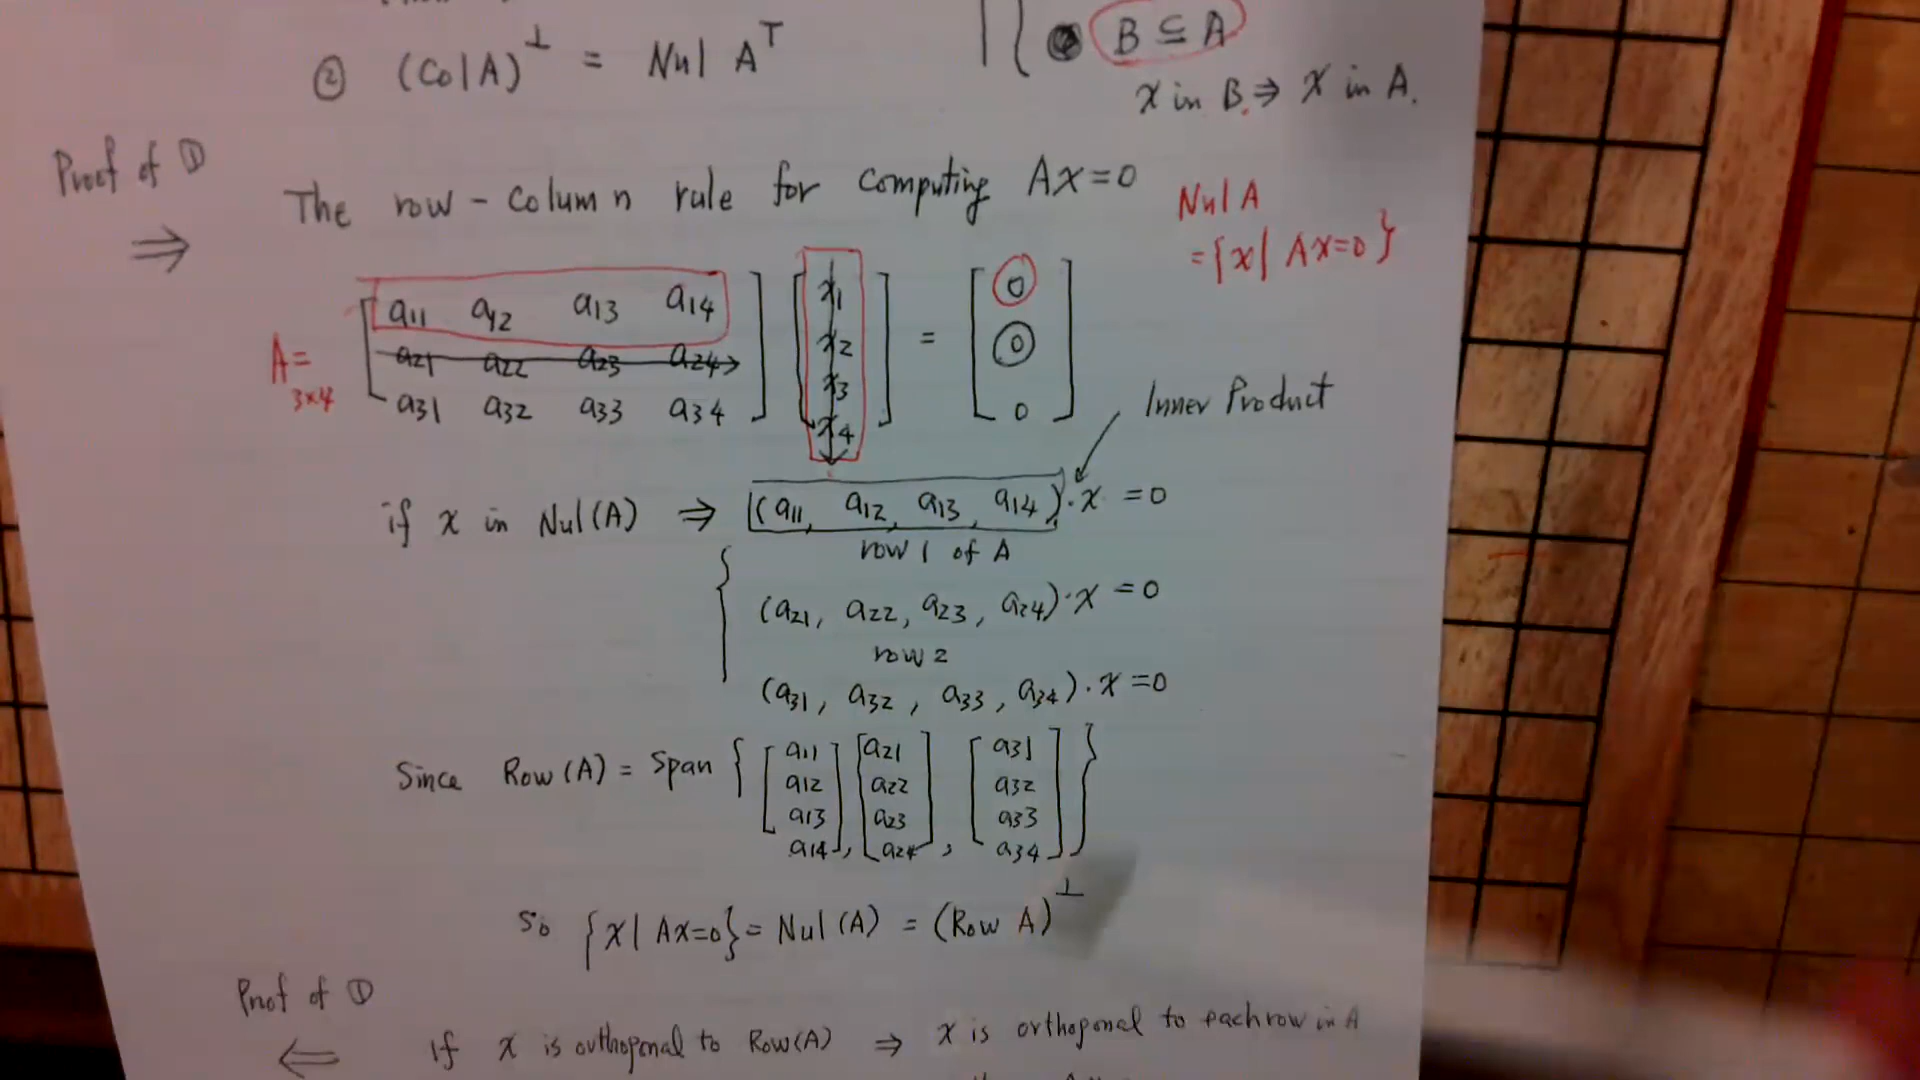 ② (Col A)^⊥ = Nul A^T
B ⊆ A
x in B. ⇒ x in A.
Proof of ①
⇒
The row-column rule for computing Ax=0
Nul A
={x| Ax=0}
A=
3x4
[a11 a12 a13 a14] [x1] = [0]
[a21 a22 a23 a24] [x2] [0]
[a31 a32 a33 a34] [x3]
[x4] [0]
Inner Product
if x in Nul(A) ⇒ (a11, a12, a13, a14)·x =0
row 1 of A
(a21, a22, a23, a24)·x =0
row 2
(a31, a32, a33, a34)·x =0
Since Row(A) = Span { [a11 a12 a13 a14], [a21 a22 a23 a24], [a31 a32 a33 a34] }
So {x| Ax=0} = Nul(A) = (Row A)^⊥
Proof of ①
⇐ If x is orthogonal to Row(A) ⇒ x is orthogonal to each row in A